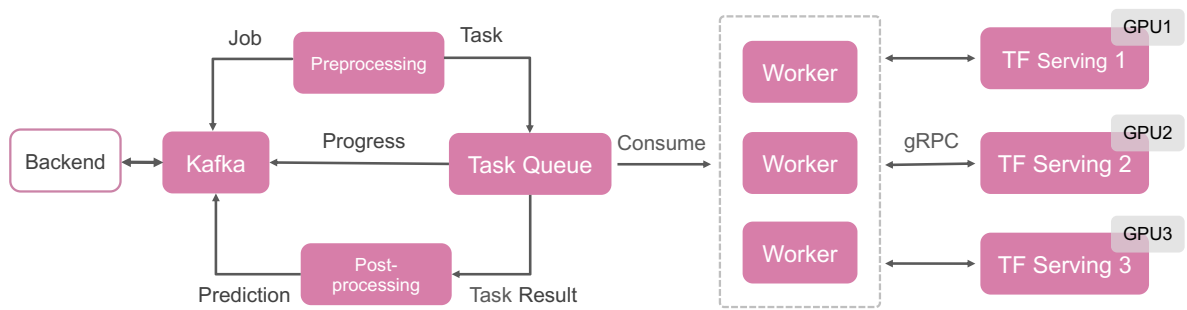 GPU1
Job
Task
Preprocessing
Worker
TF Serving 1
GPU2
Backend
Kafka
Progress
Task Queue
Consume
Worker
gRPC
TF Serving 2
GPU3
Prediction
Post-
processing
Task Result
Worker
TF Serving 3